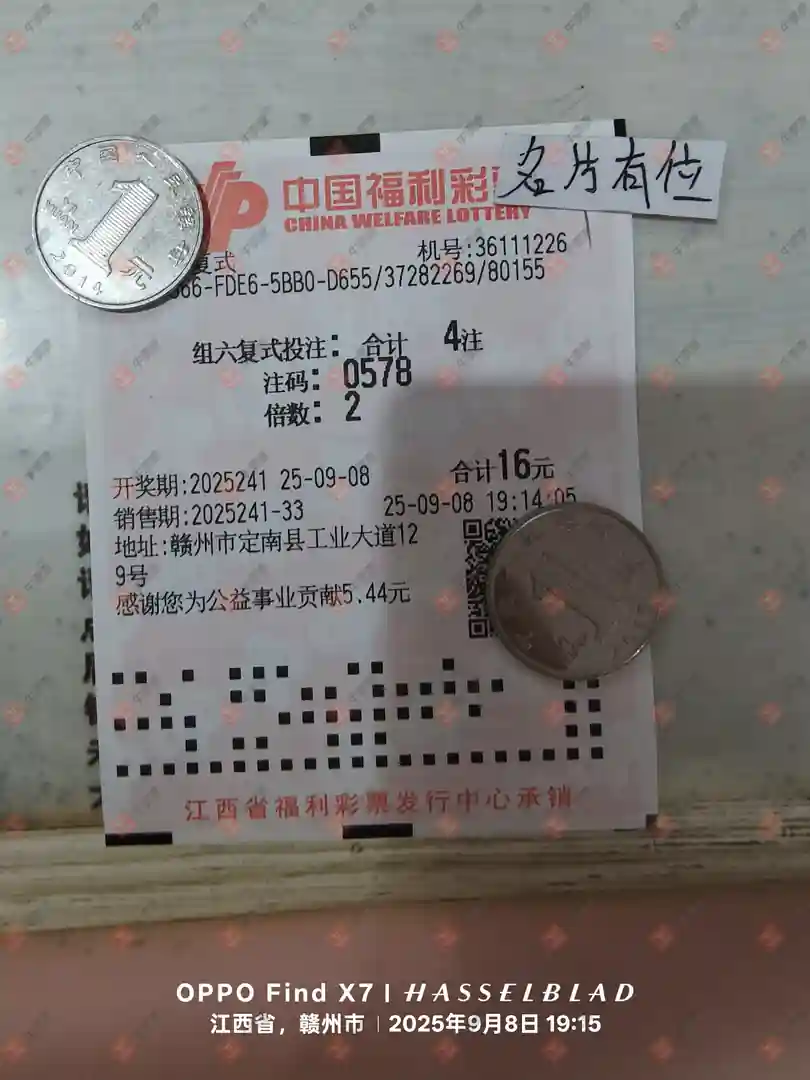 中国福利彩
名片有位
CHINA WELFARE LOTTERY
复式
机号:36111226
66-FDE6-5BB0-D655/37282269/80155
组六复式投注: 合计 4注
注码: 0578
倍数: 2
开奖期:2025241 25-09-08 合计16元
销售期:2025241-33 25-09-08 19:14:05
地址:赣州市定南县工业大道12
9号
感谢您为公益事业贡献5.44元
江西省福利彩票发行中心承销
1
元
2014
OPPO Find X7 | HASSELBLAD
江西省，赣州市 | 2025年9月8日 19:15